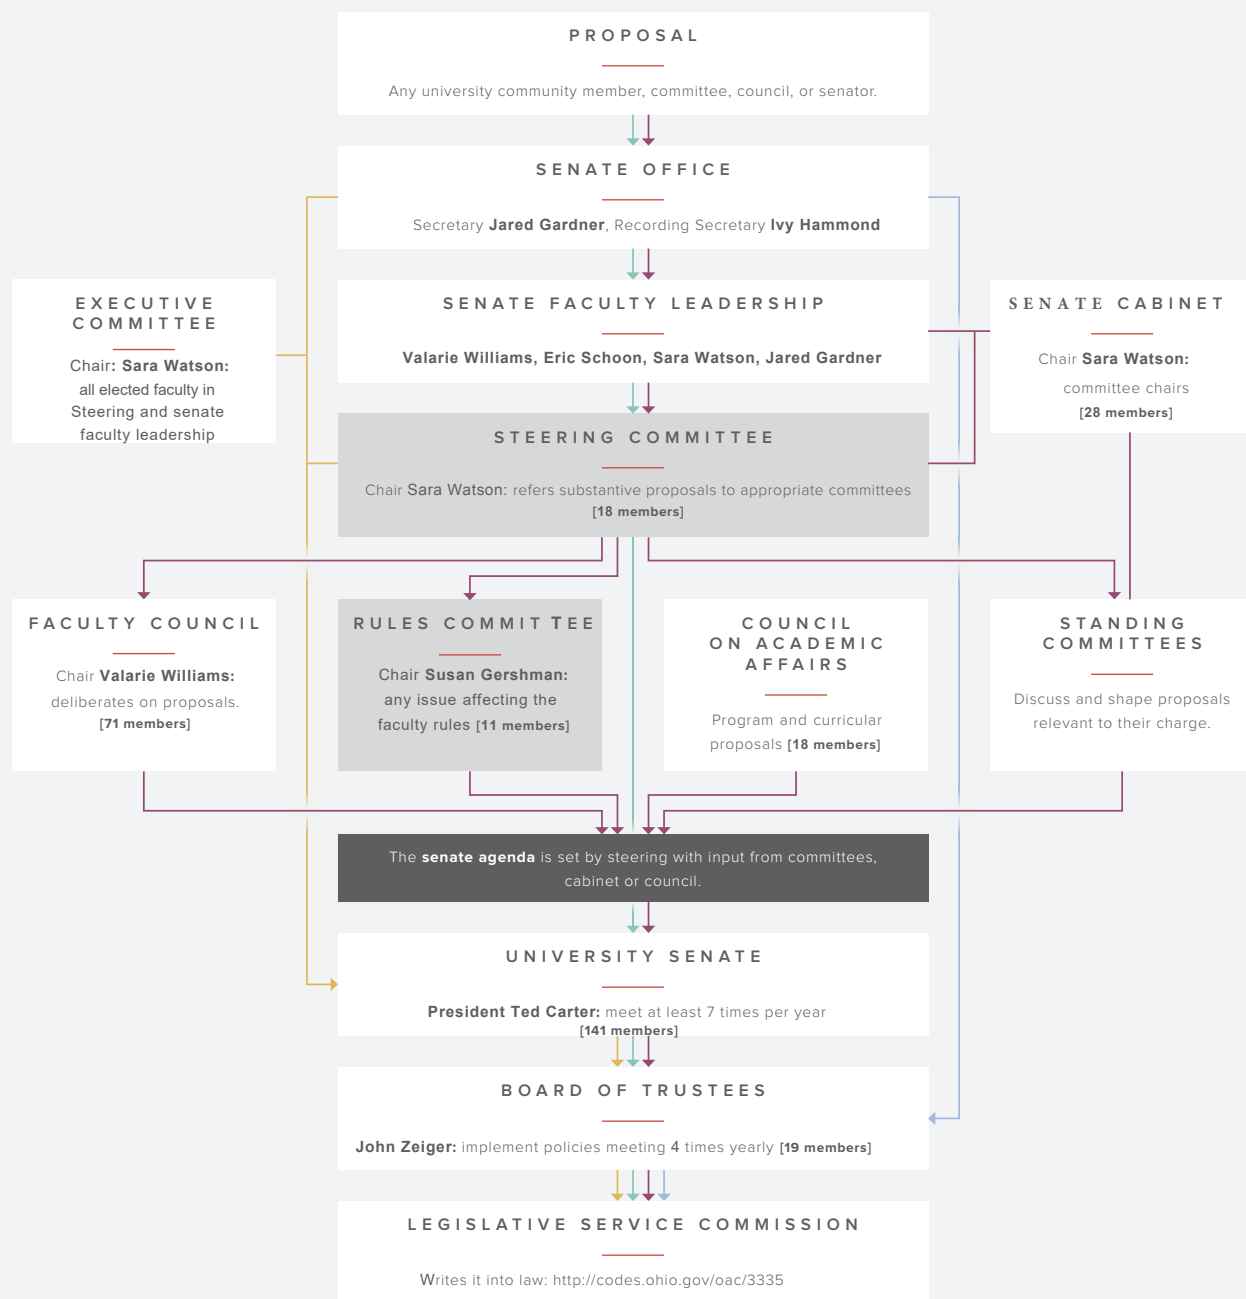 PROPOSAL
Any university community member, committee, council, or senator.
SENATE OFFICE
Secretary Jared Gardner, Recording Secretary Ivy Hammond
SENATE FACULTY LEADERSHIP
Valarie Williams, Eric Schoon, Sara Watson, Jared Gardner
EXECUTIVE
COMMITTEE
Chair: Sara Watson:
all elected faculty in
Steering and senate
faculty leadership
SENATE CABINET
Chair Sara Watson:
committee chairs
[28 members]
STEERING COMMITTEE
Chair Sara Watson: refers substantive proposals to appropriate committees
[18 members]
FACULTY COUNCIL
Chair Valarie Williams:
deliberates on proposals.
[71 members]
RULES COMMITTEE
Chair Susan Gershman:
any issue affecting the
faculty rules [11 members]
COUNCIL
ON ACADEMIC
AFFAIRS
Program and curricular
proposals [18 members]
STANDING
COMMITTEES
Discuss and shape proposals
relevant to their charge.
The senate agenda is set by steering with input from committees,
cabinet or council.
UNIVERSITY SENATE
President Ted Carter: meet at least 7 times per year
[141 members]
BOARD OF TRUSTEES
John Zeiger: implement policies meeting 4 times yearly [19 members]
LEGISLATIVE SERVICE COMMISSION
Writes it into law: http://codes.ohio.gov/oac/3335